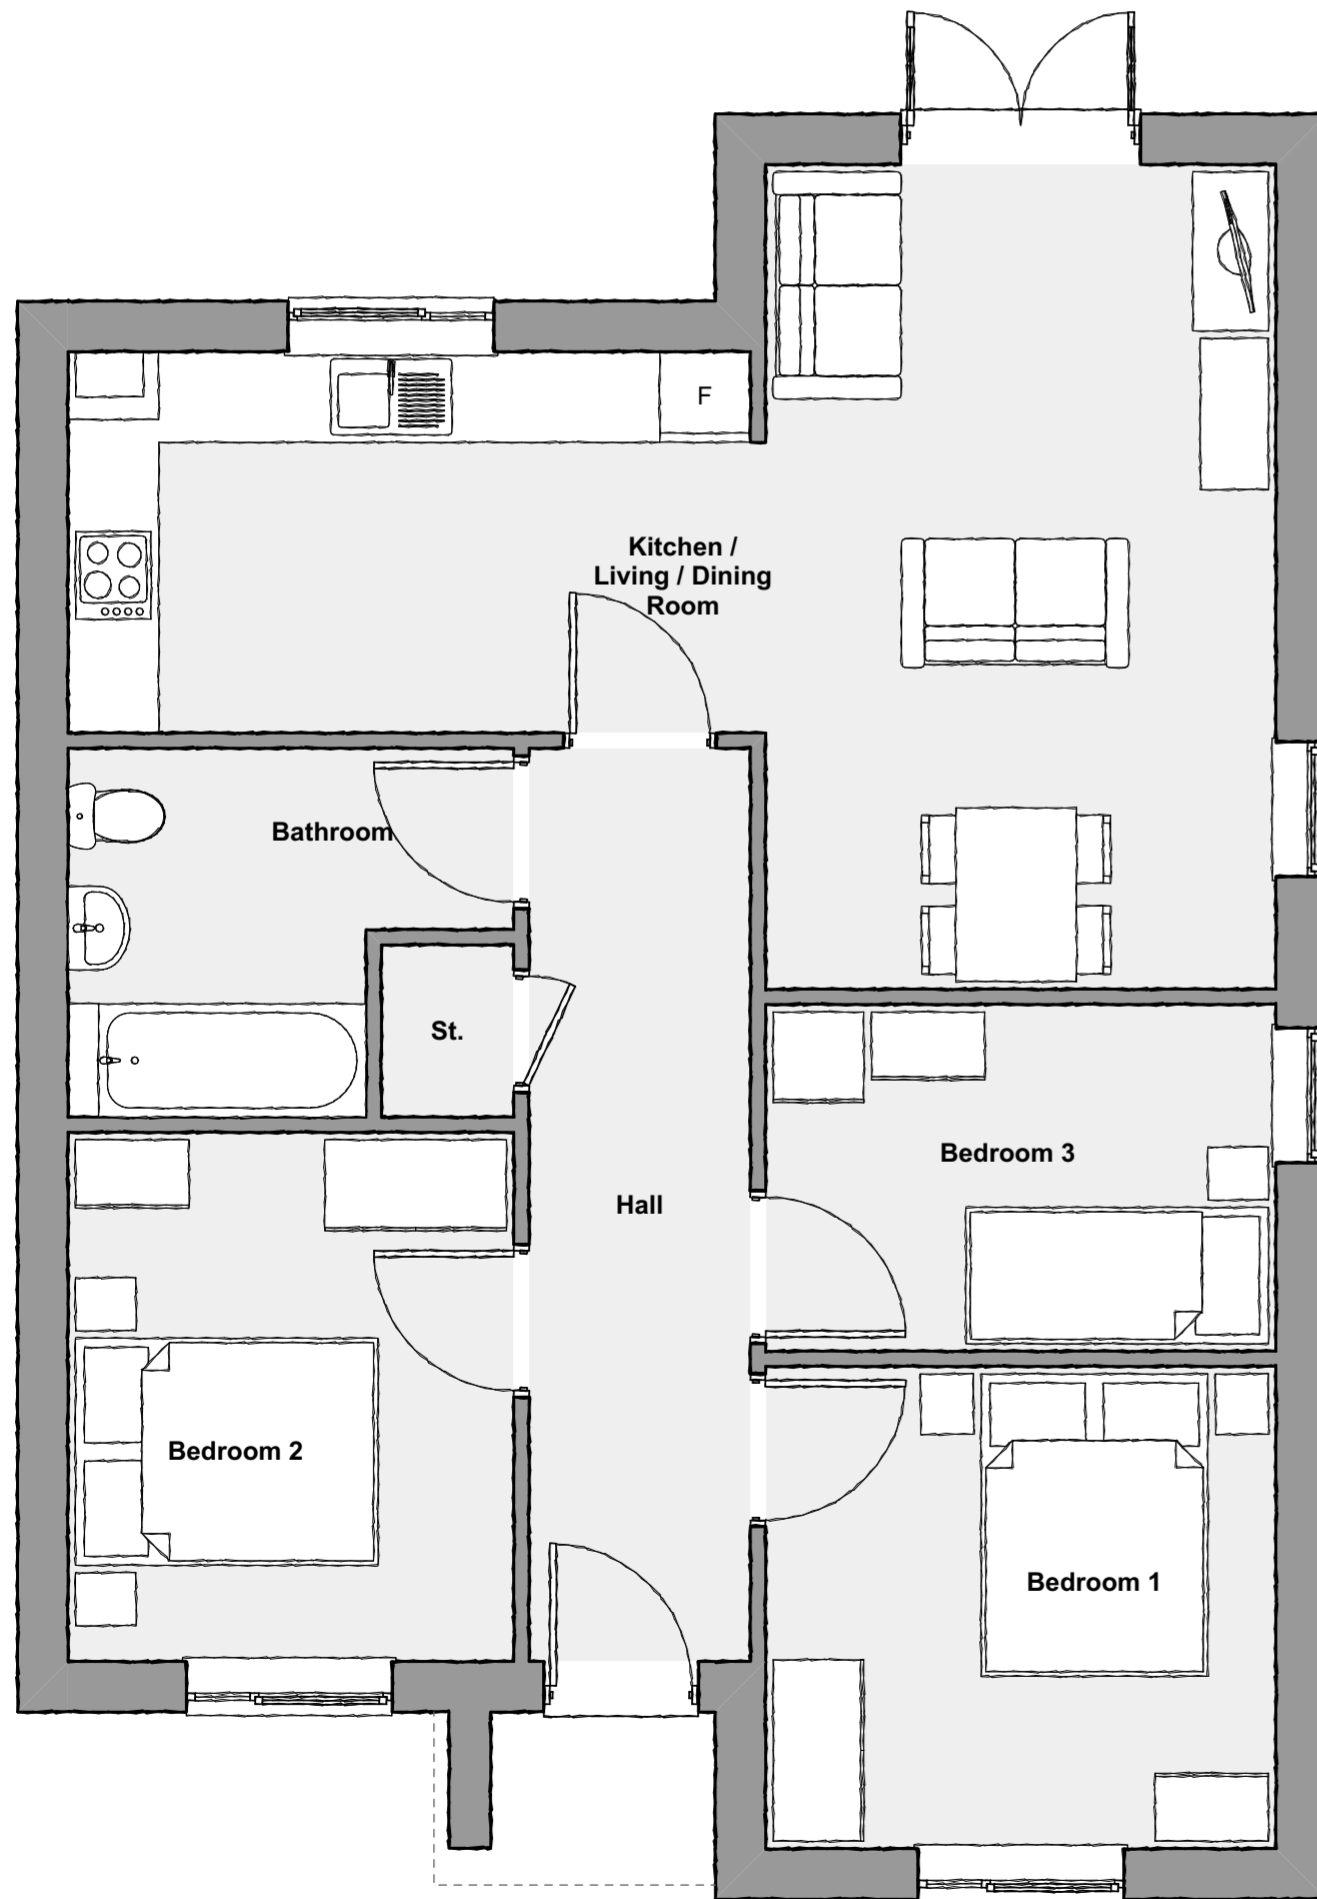 F
Kitchen /
Living / Dining
Room
Bathroom
St.
Bedroom 3
Hall
Bedroom 2
Bedroom 1